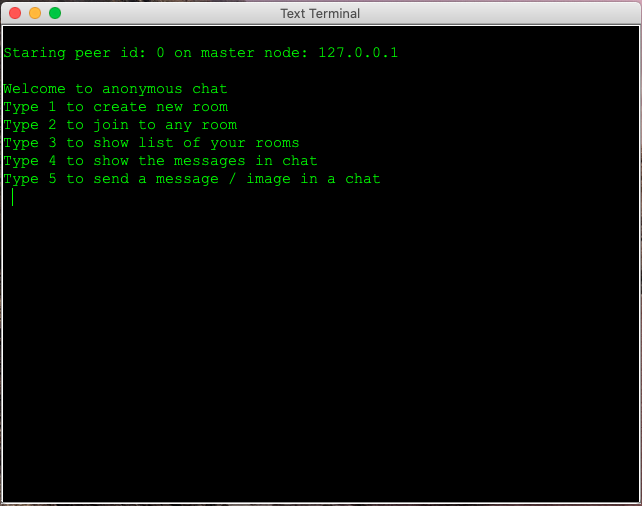 Text Terminal
Staring peer id: 0 on master node: 127.0.0.1
Welcome to anonymous chat
Type 1 to create new room
Type 2 to join to any room
Type 3 to show list of your rooms
Type 4 to show the messages in chat
Type 5 to send a message / image in a chat